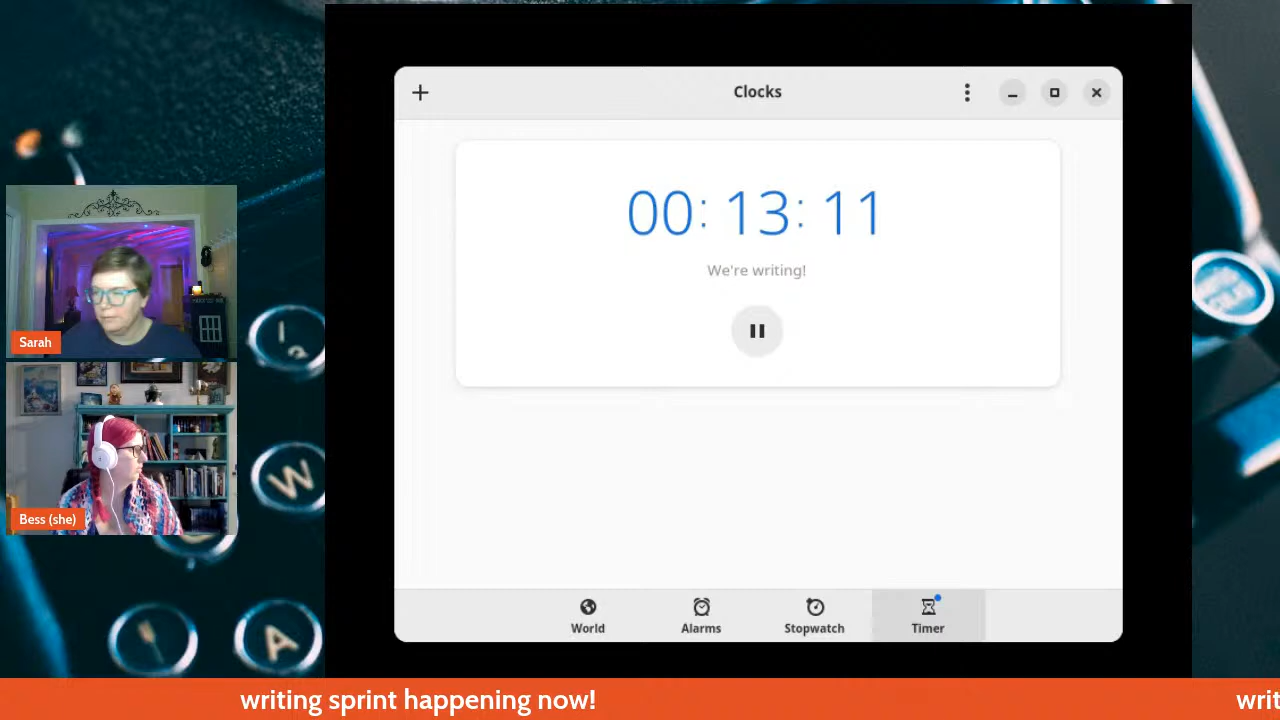 Clocks
00:13:11
We're writing!
Sarah
Bess (she)
I
W
A
World
Alarms
Stopwatch
Timer
writing sprint happening now!
writ